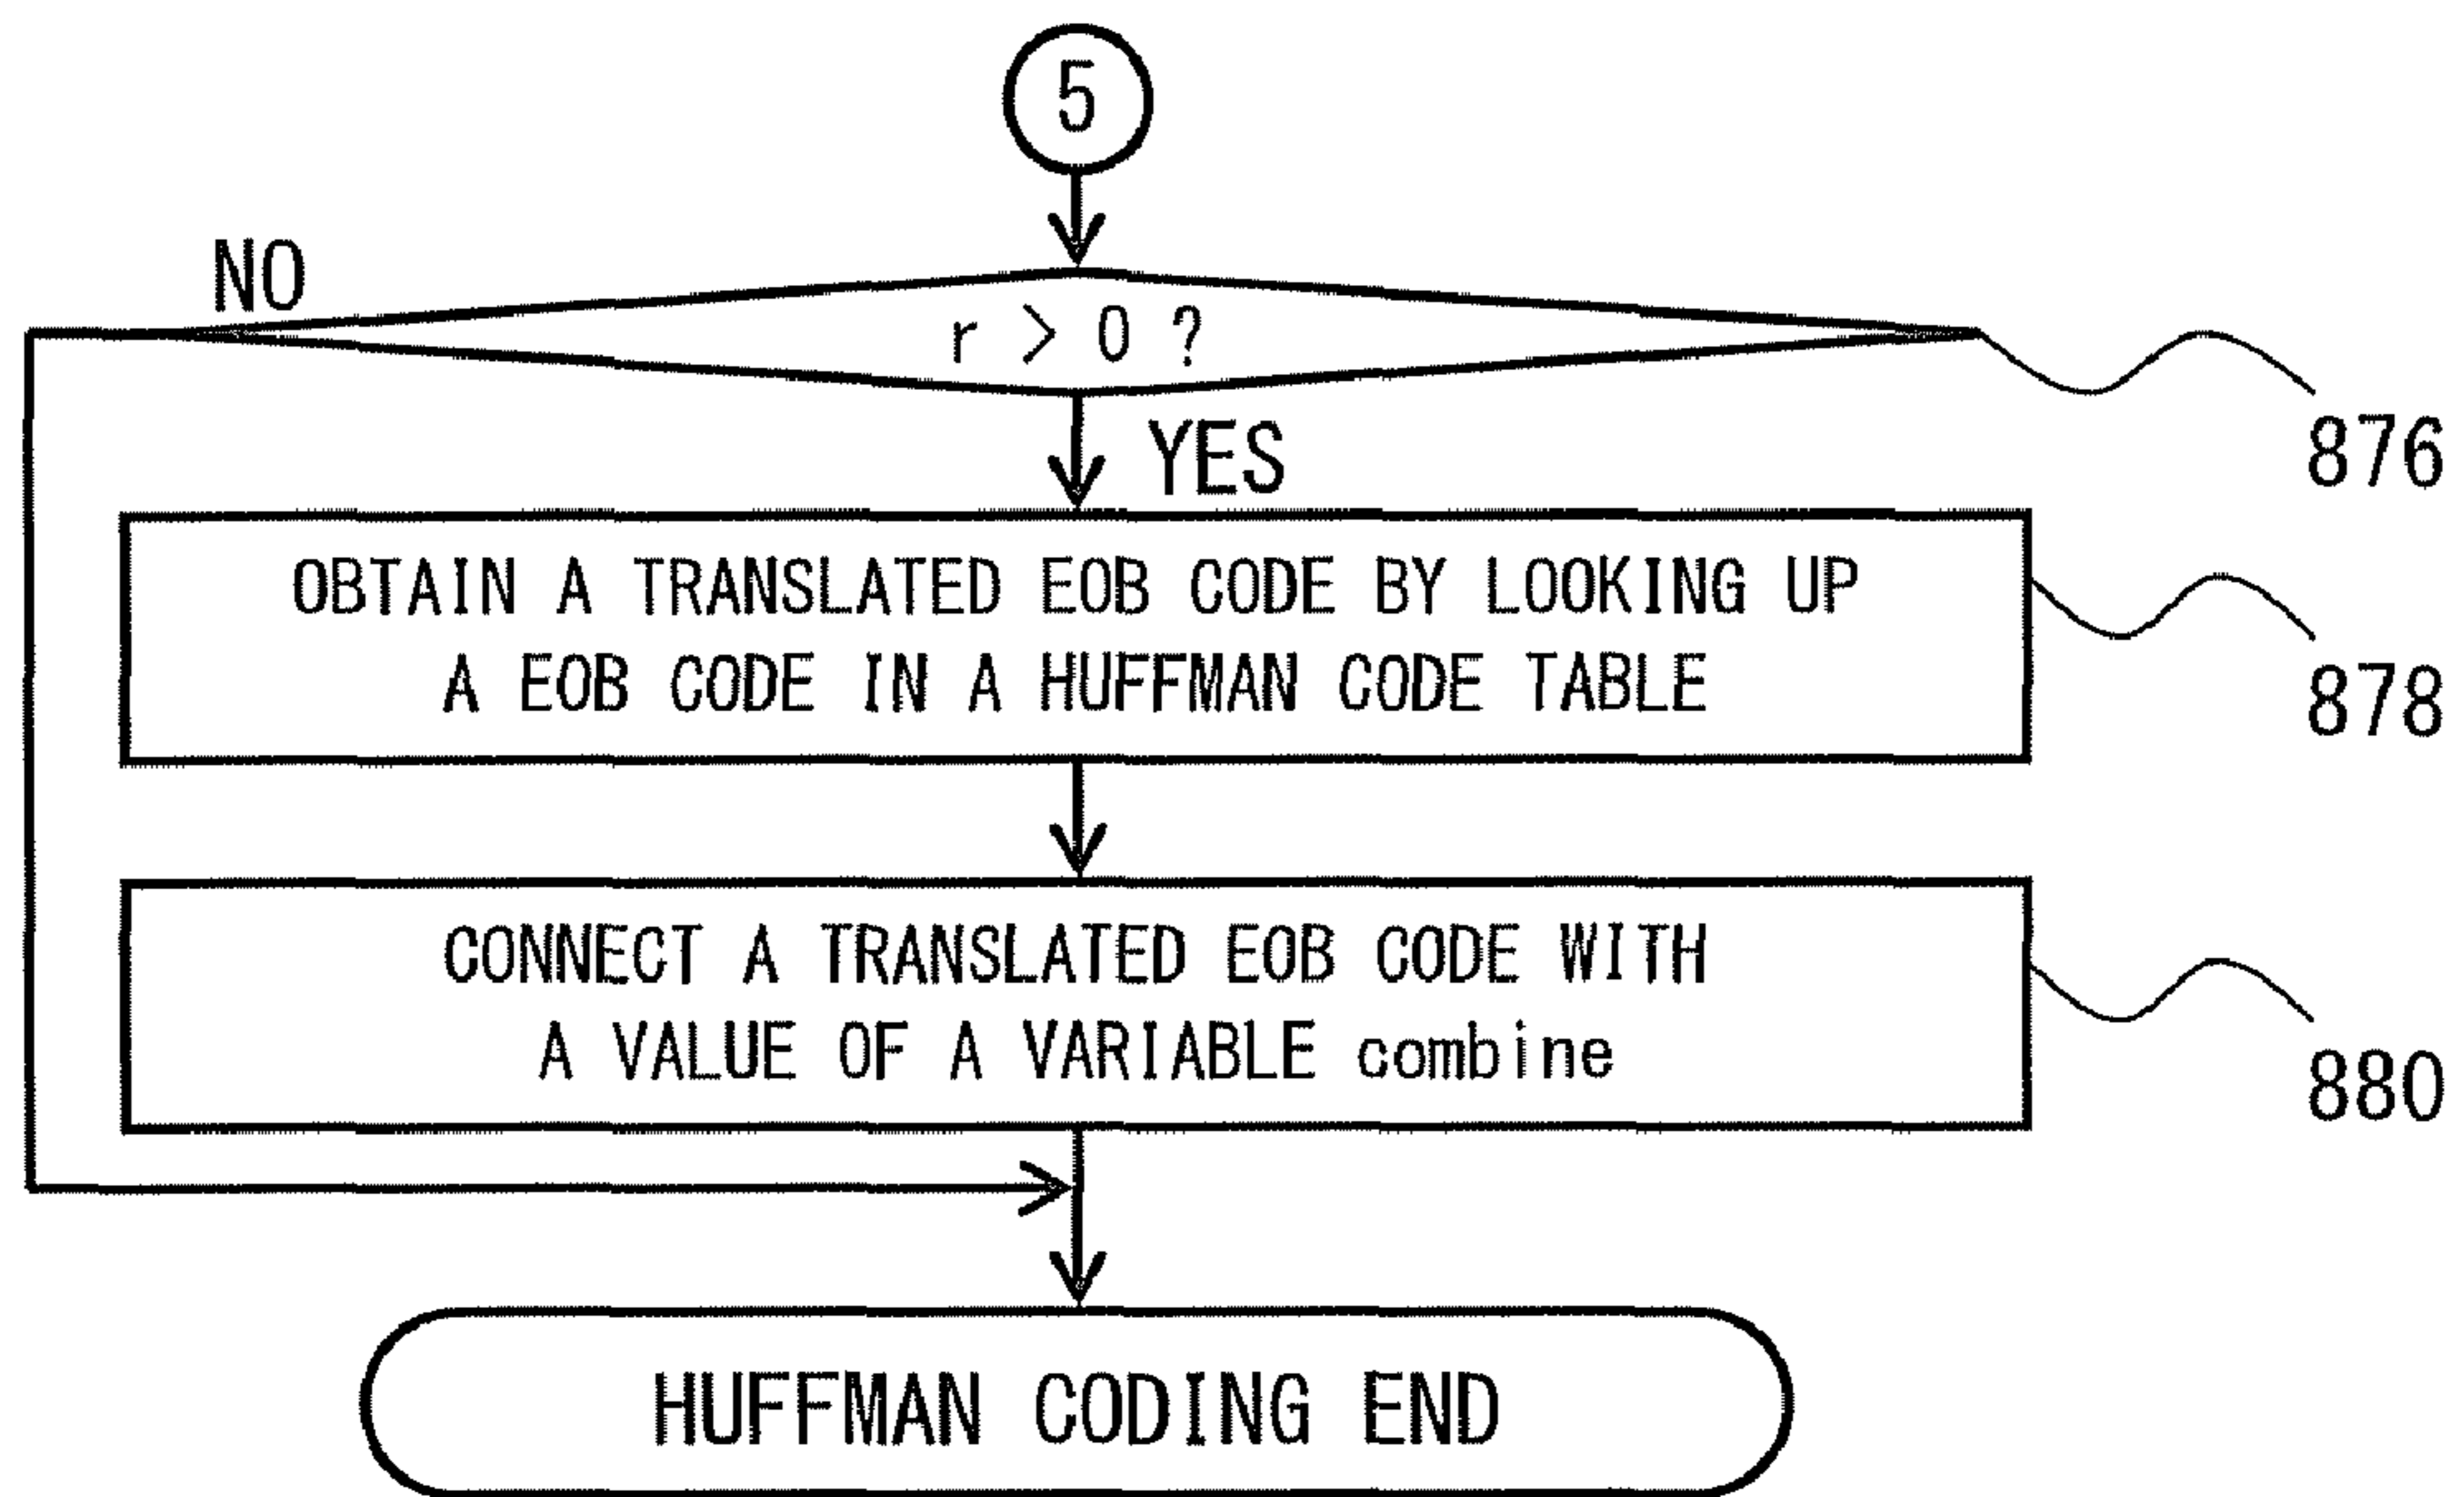 5
NO
r > 0 ?
876
YES
OBTAIN A TRANSLATED EOB CODE BY LOOKING UP
A EOB CODE IN A HUFFMAN CODE TABLE
878
CONNECT A TRANSLATED EOB CODE WITH
A VALUE OF A VARIABLE combine
880
HUFFMAN CODING END